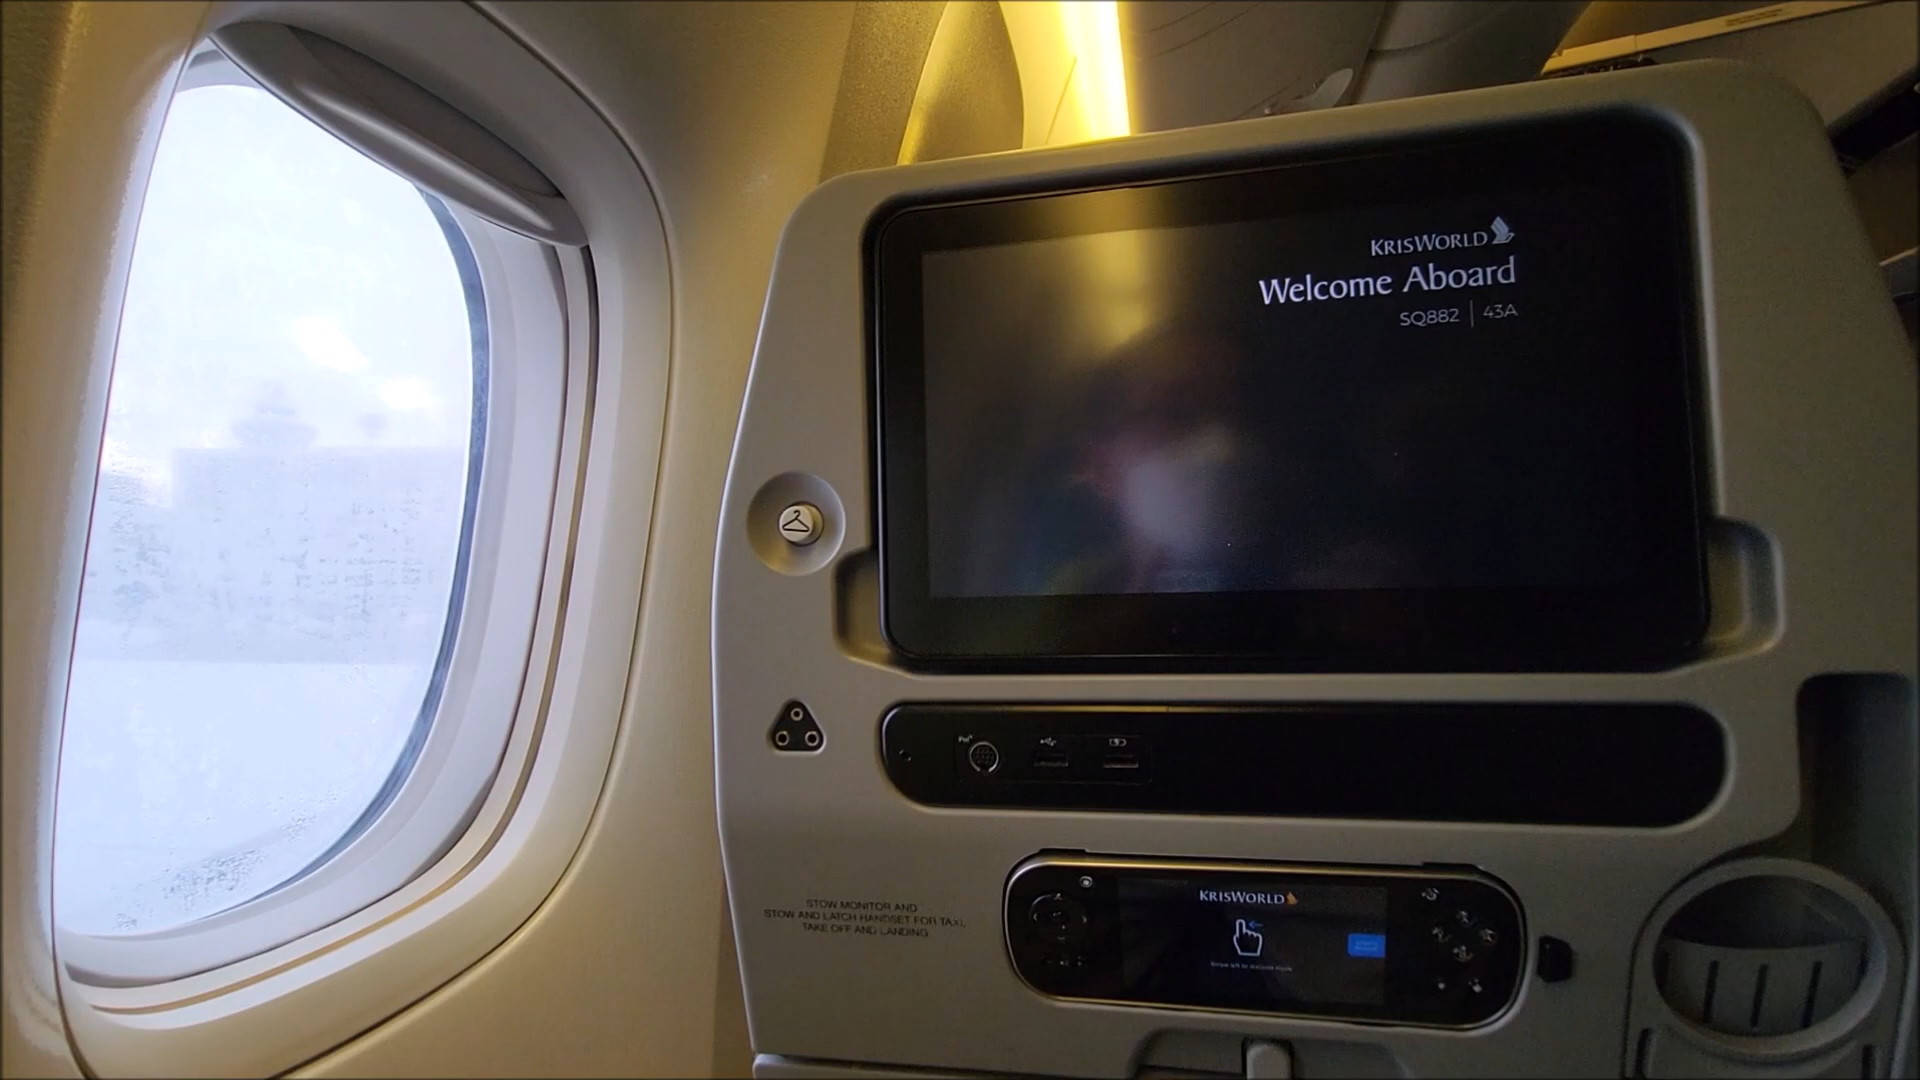 KRISWORLD
Welcome Aboard
SQ882 | 43A
STOW MONITOR AND
STOW AND LATCH HANDSET FOR TAXI,
TAKE OFF AND LANDING
KRISWORLD